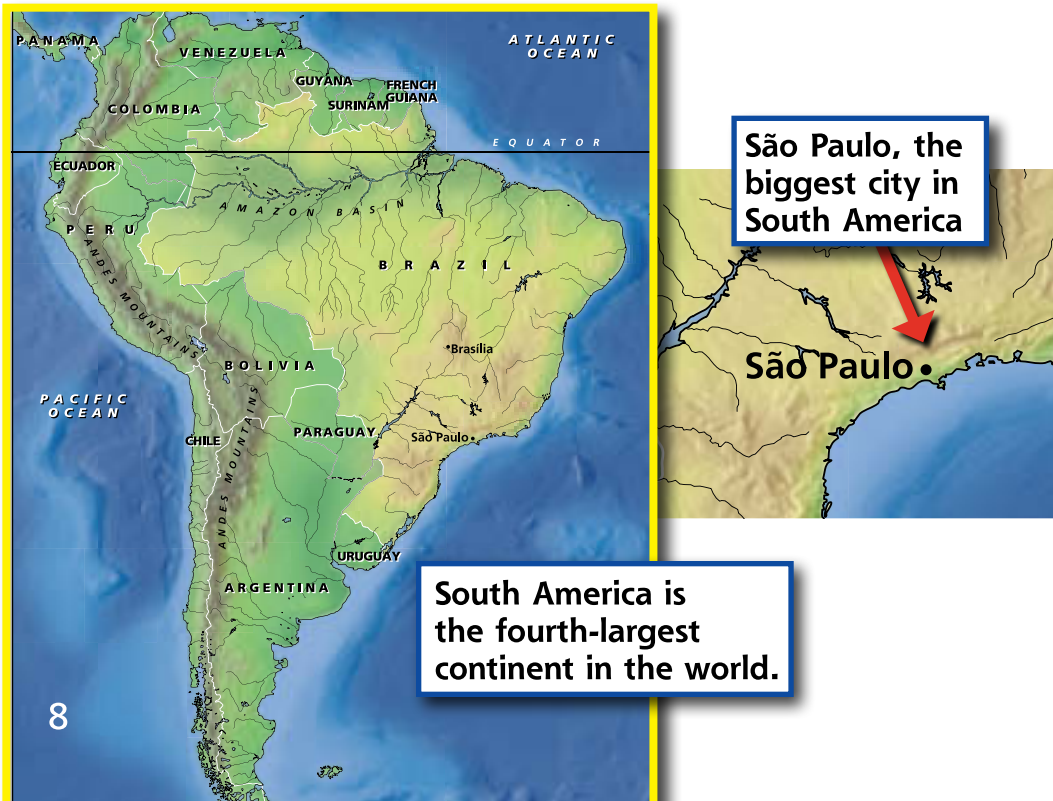 PANAMA
VENEZUELA
ATLANTIC
OCEAN
GUYANA
FRENCH
GUIANA
SURINAM
COLOMBIA
EQUATOR
ECUADOR
AMAZON BASIN
PERU
BRAZIL
ANDES MOUNTAINS
Brasília
BOLIVIA
PACIFIC
OCEAN
CHILE
PARAGUAY
São Paulo
ANDES MOUNTAINS
URUGUAY
ARGENTINA
8
São Paulo, the
biggest city in
South America
São Paulo
South America is
the fourth-largest
continent in the world.